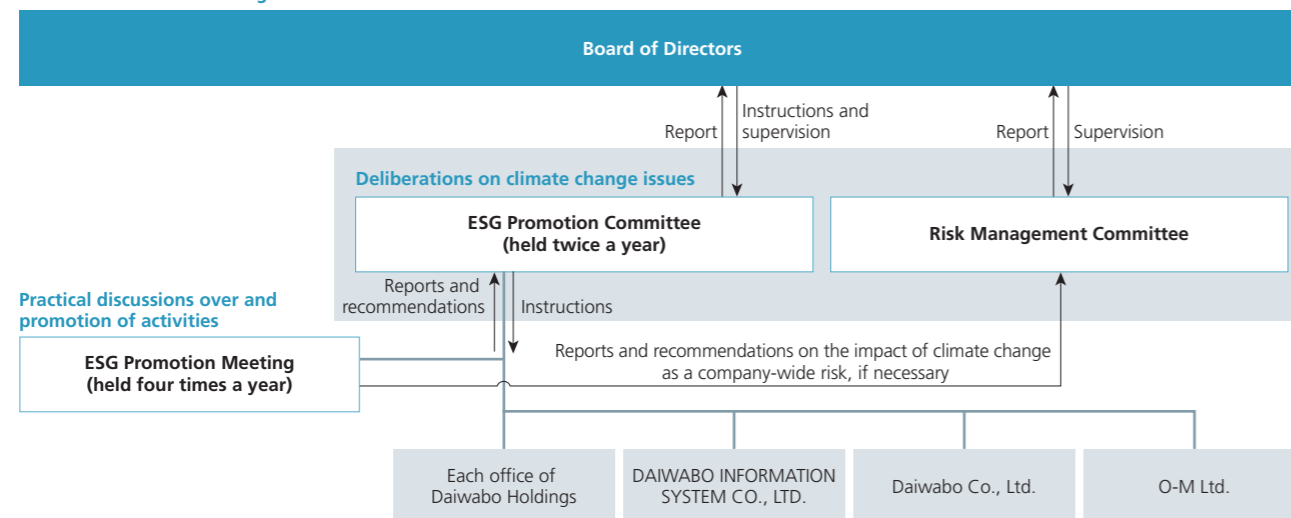 Board of Directors
Report
Instructions and
supervision
Report
Supervision
Deliberations on climate change issues
ESG Promotion Committee
(held twice a year)
Risk Management Committee
Reports and
recommendations
Instructions
Practical discussions over and
promotion of activities
ESG Promotion Meeting
(held four times a year)
Reports and recommendations on the impact of climate change
as a company-wide risk, if necessary
Each office of
Daiwabo Holdings
DAIWABO INFORMATION
SYSTEM CO., LTD.
Daiwabo Co., Ltd.
O-M Ltd.